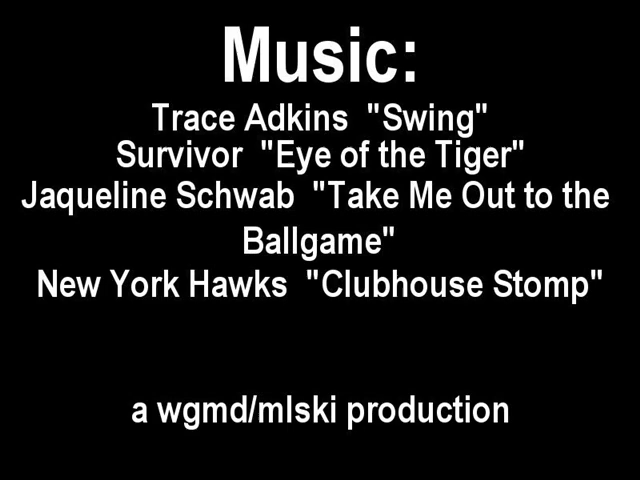 Music:
Trace Adkins  "Swing"
Survivor  "Eye of the Tiger"
Jaqueline Schwab  "Take Me Out to the
Ballgame"
New York Hawks  "Clubhouse Stomp"
a wgmd/mlski production